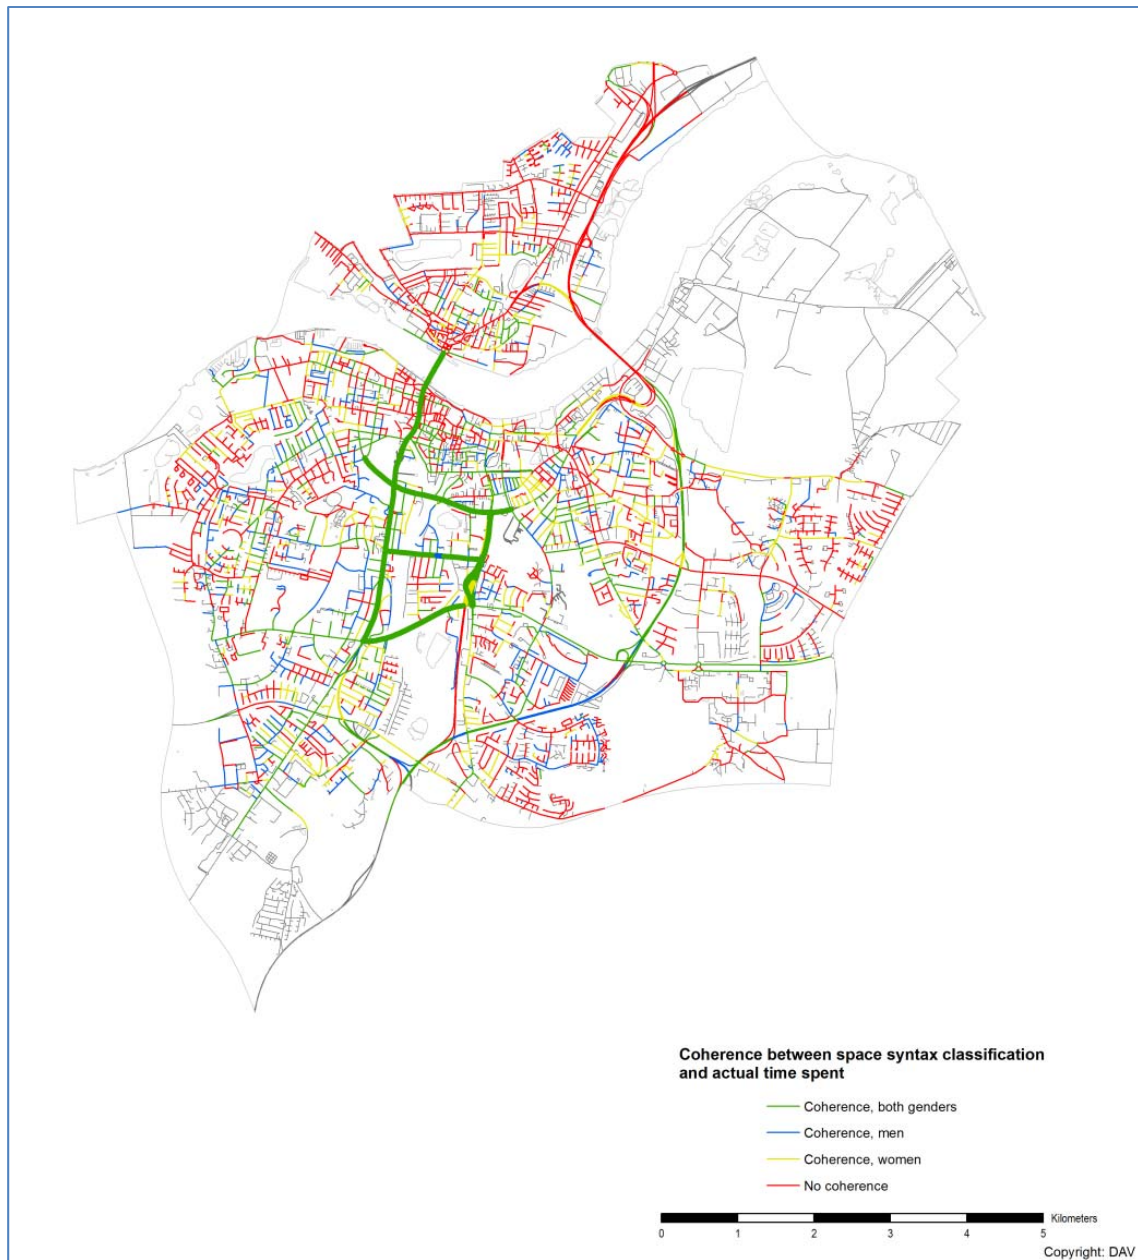 Coherence between space syntax classification
and actual time spent
Coherence, both genders
Coherence, men
Coherence, women
No coherence
Kilometers
0 1 2 3 4 5
Copyright: DAV